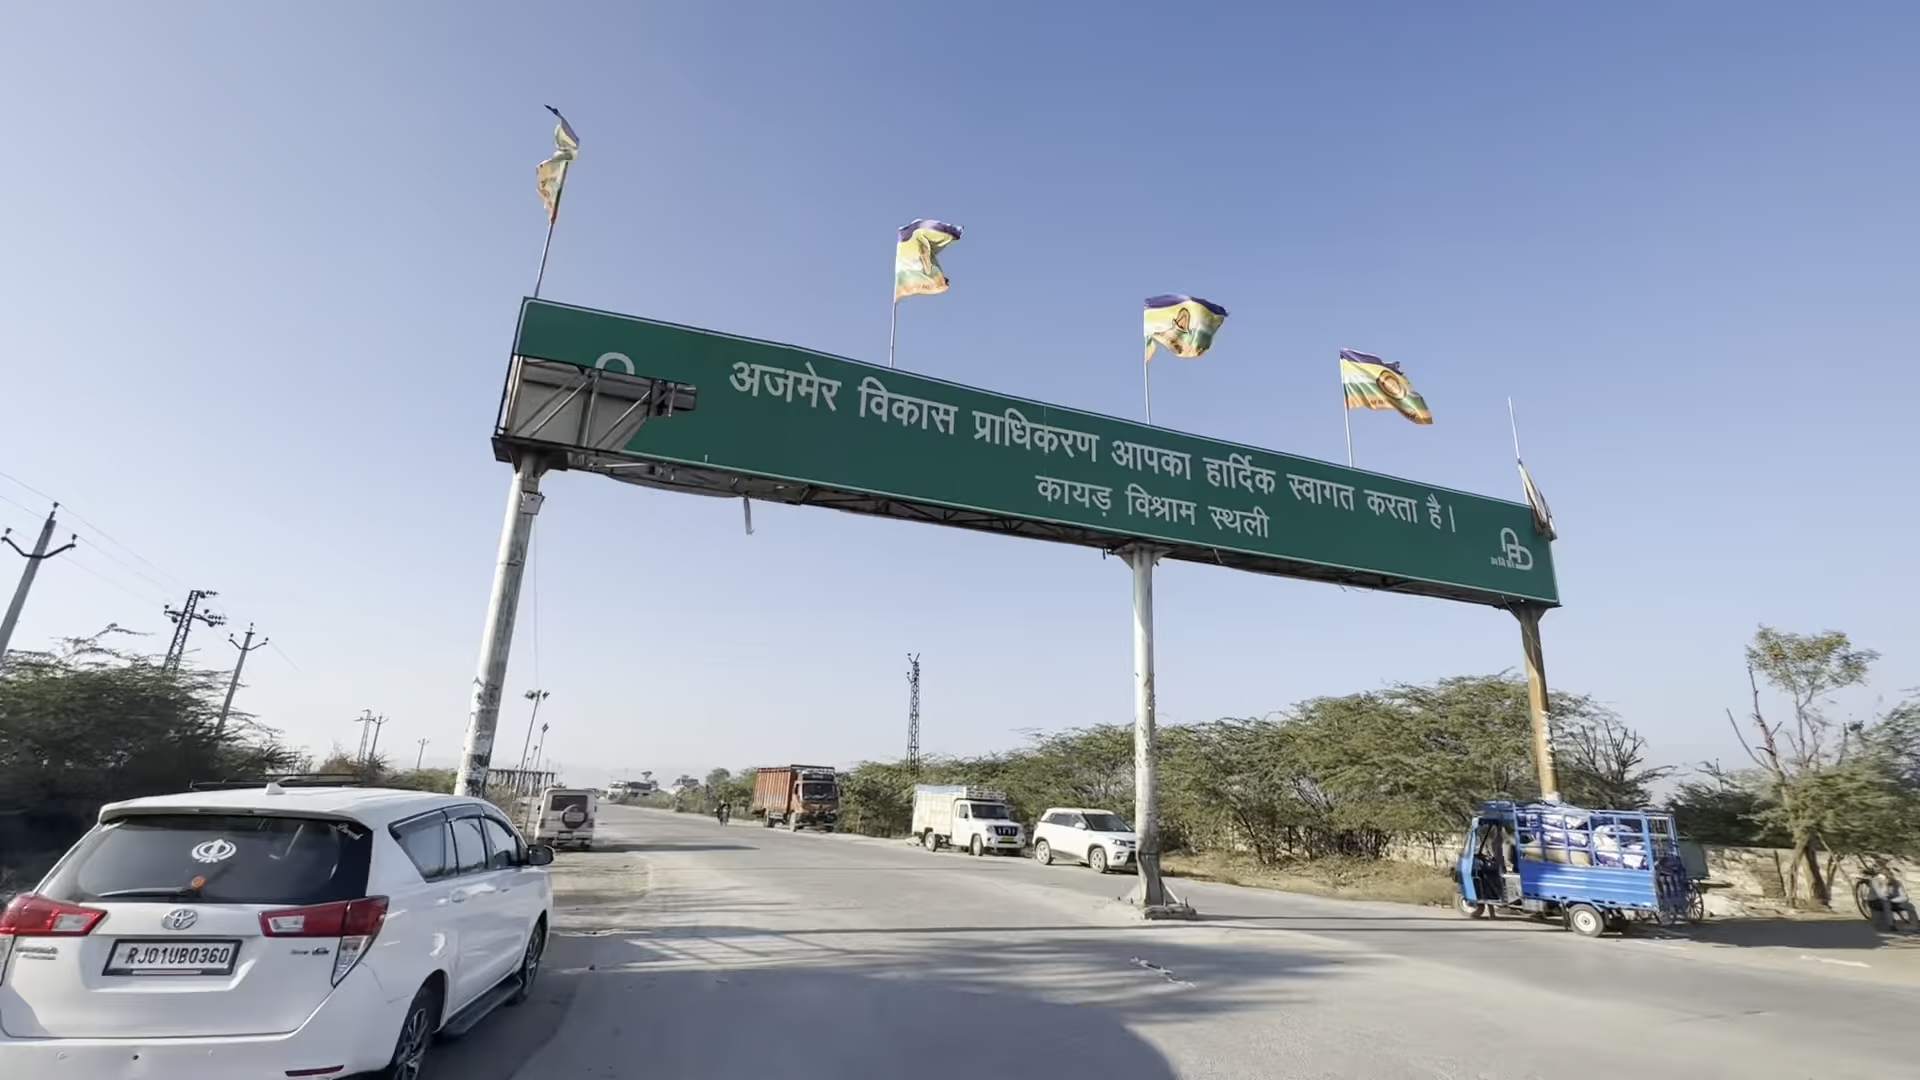 अजमेर विकास प्राधिकरण आपका हार्दिक स्वागत करता है।
कायड़ विश्राम स्थली
RJ01UB0360